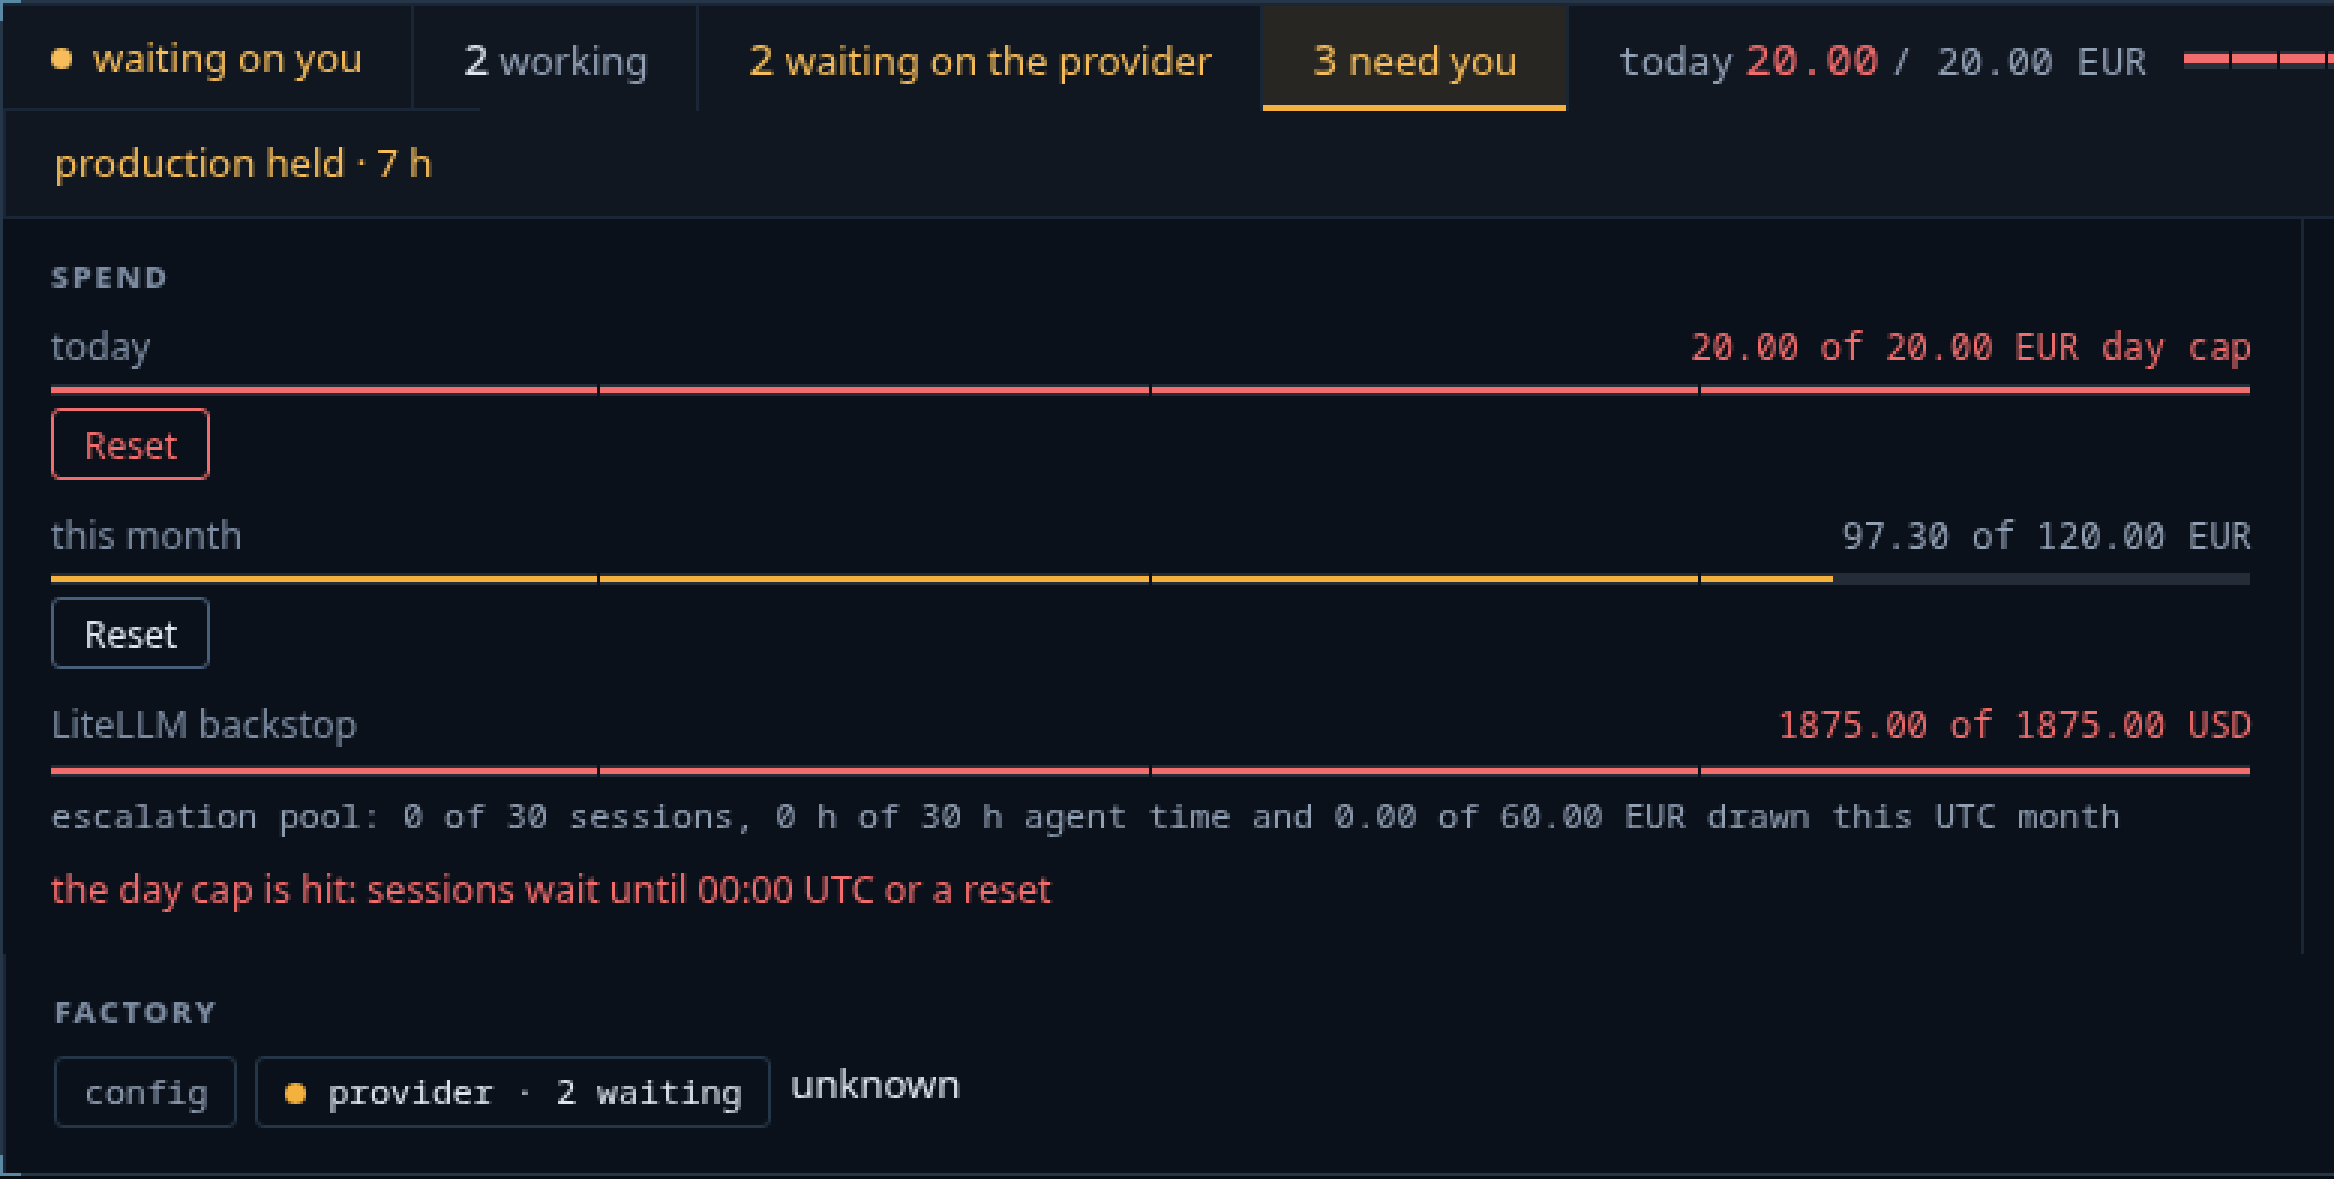 waiting on you 2 working 2 waiting on the provider 3 need you today 20.00 / 20.00 EUR
production held · 7 h
SPEND
today 20.00 of 20.00 EUR day cap
Reset
this month 97.30 of 120.00 EUR
Reset
LiteLLM backstop 1875.00 of 1875.00 USD
escalation pool: 0 of 30 sessions, 0 h of 30 h agent time and 0.00 of 60.00 EUR drawn this UTC month
the day cap is hit: sessions wait until 00:00 UTC or a reset
FACTORY
config provider · 2 waiting unknown